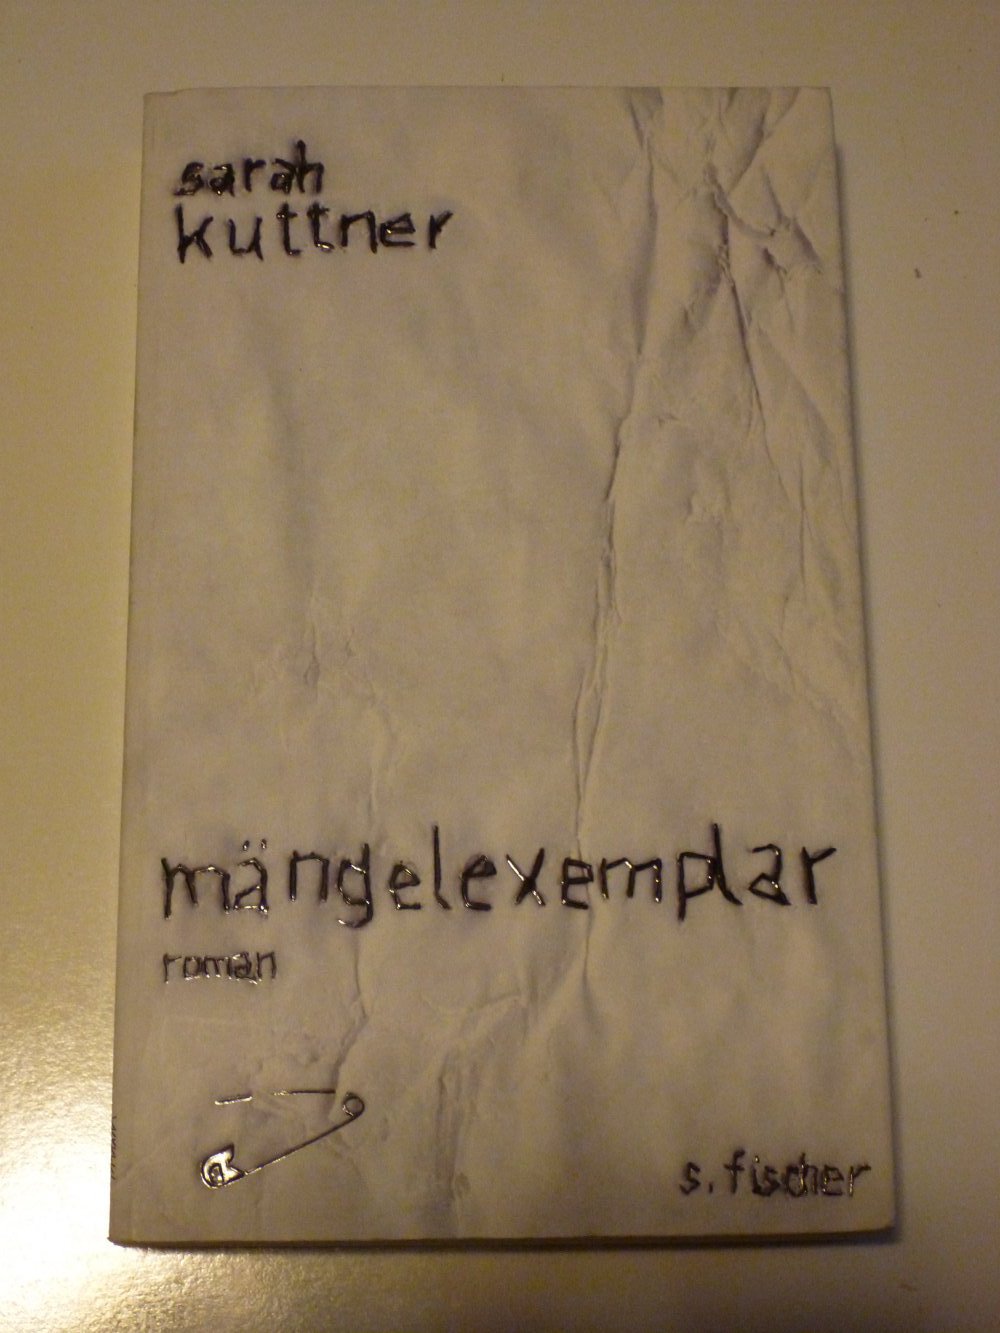 sarah
kuttner
mängelexemplar
roman
s. fischer